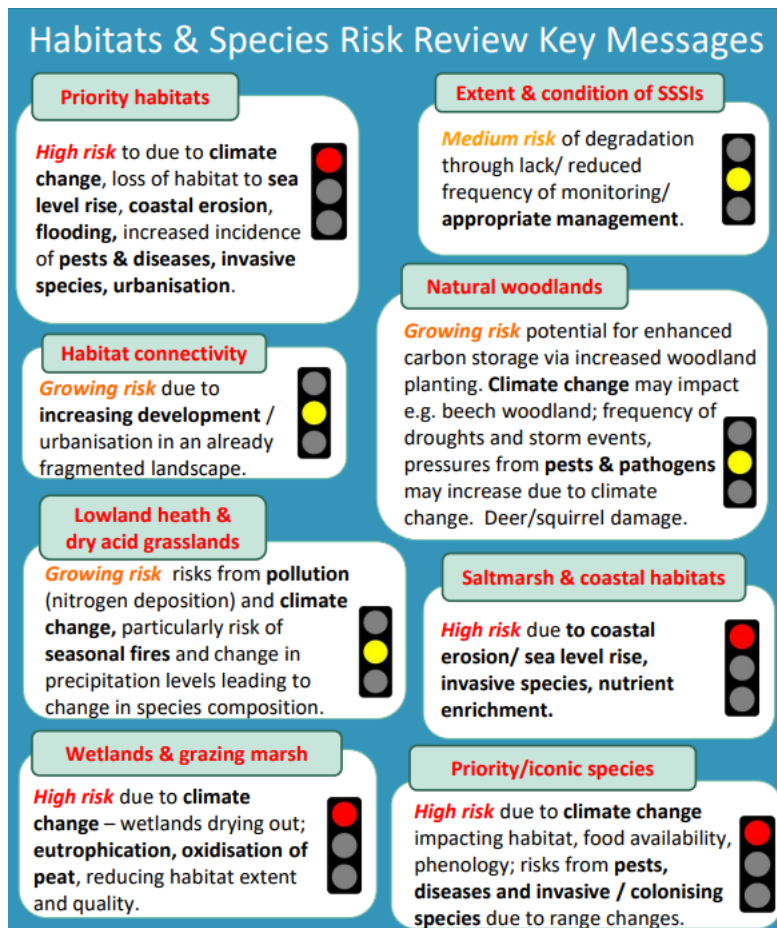 Habitats & Species Risk Review Key Messages
Priority habitats
High risk to due to climate
change, loss of habitat to sea
level rise, coastal erosion,
flooding, increased incidence
of pests & diseases, invasive
species, urbanisation.
Extent & condition of SSSIs
Medium risk of degradation
through lack/ reduced
frequency of monitoring/
appropriate management.
Habitat connectivity
Growing risk due to
increasing development /
urbanisation in an already
fragmented landscape.
Natural woodlands
Growing risk potential for enhanced
carbon storage via increased woodland
planting. Climate change may impact
e.g. beech woodland; frequency of
droughts and storm events,
pressures from pests & pathogens
may increase due to climate
change. Deer/squirrel damage.
Lowland heath &
dry acid grasslands
Growing risk risks from pollution
(nitrogen deposition) and climate
change, particularly risk of
seasonal fires and change in
precipitation levels leading to
change in species composition.
Saltmarsh & coastal habitats
High risk due to coastal
erosion/ sea level rise,
invasive species, nutrient
enrichment.
Wetlands & grazing marsh
High risk due to climate
change – wetlands drying out;
eutrophication, oxidisation of
peat, reducing habitat extent
and quality.
Priority/iconic species
High risk due to climate change
impacting habitat, food availability,
phenology; risks from pests,
diseases and invasive / colonising
species due to range changes.